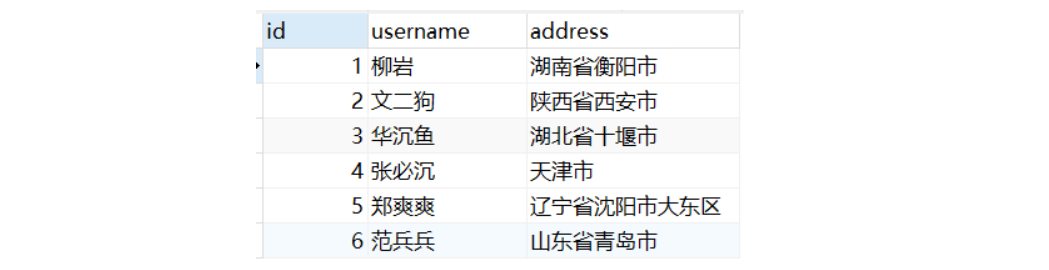 id username address
1 柳岩 湖南省衡阳市
2 文二狗 陕西省西安市
3 华沉鱼 湖北省十堰市
4 张必沉 天津市
5 郑爽爽 辽宁省沈阳市大东区
6 范兵兵 山东省青岛市